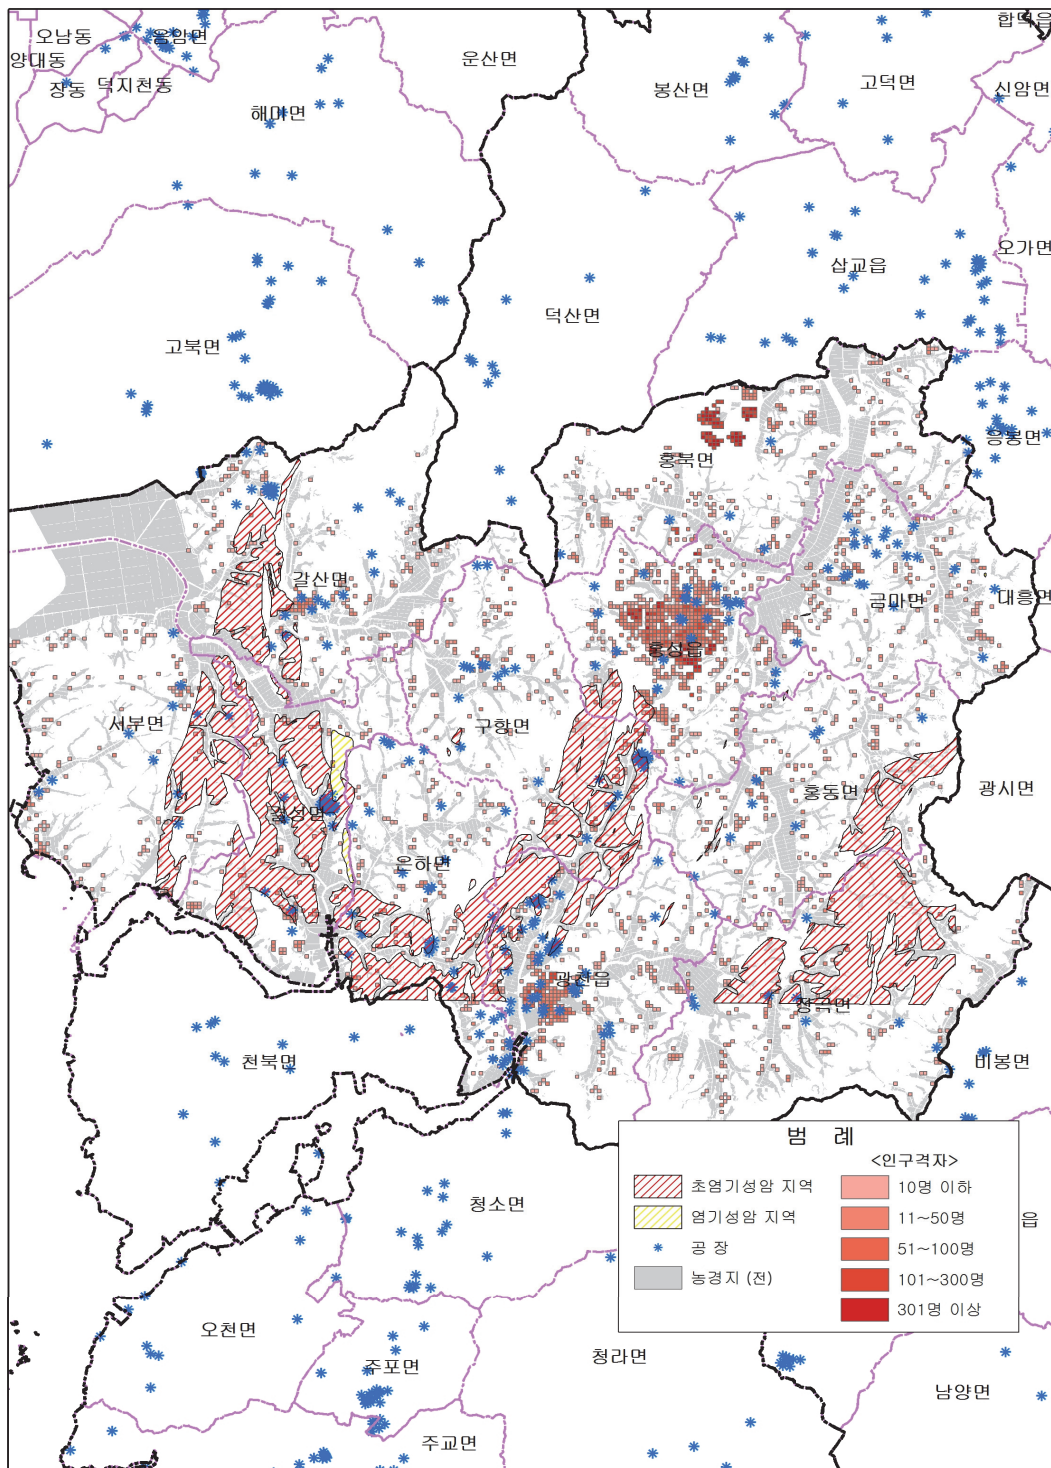 합덕읍
오남동
음암면
양대동
운산면
덕지천동
장동
봉산면
고덕면
신암면
해미면
오가면
삽교읍
덕산면
고북면
응봉면
홍북면
갈산면
금마면
대흥면
홍성읍
서부면
구항면
홍동면
광시면
결성면
은하면
광천읍
장곡면
천북면
비봉면
청소면
읍
오천면
청라면
주포면
남양면
주교면
범 례
<인구격자>
초염기성암 지역
10명 이하
염기성암 지역
11~50명
공 장
51~100명
농경지 (전)
101~300명
301명 이상